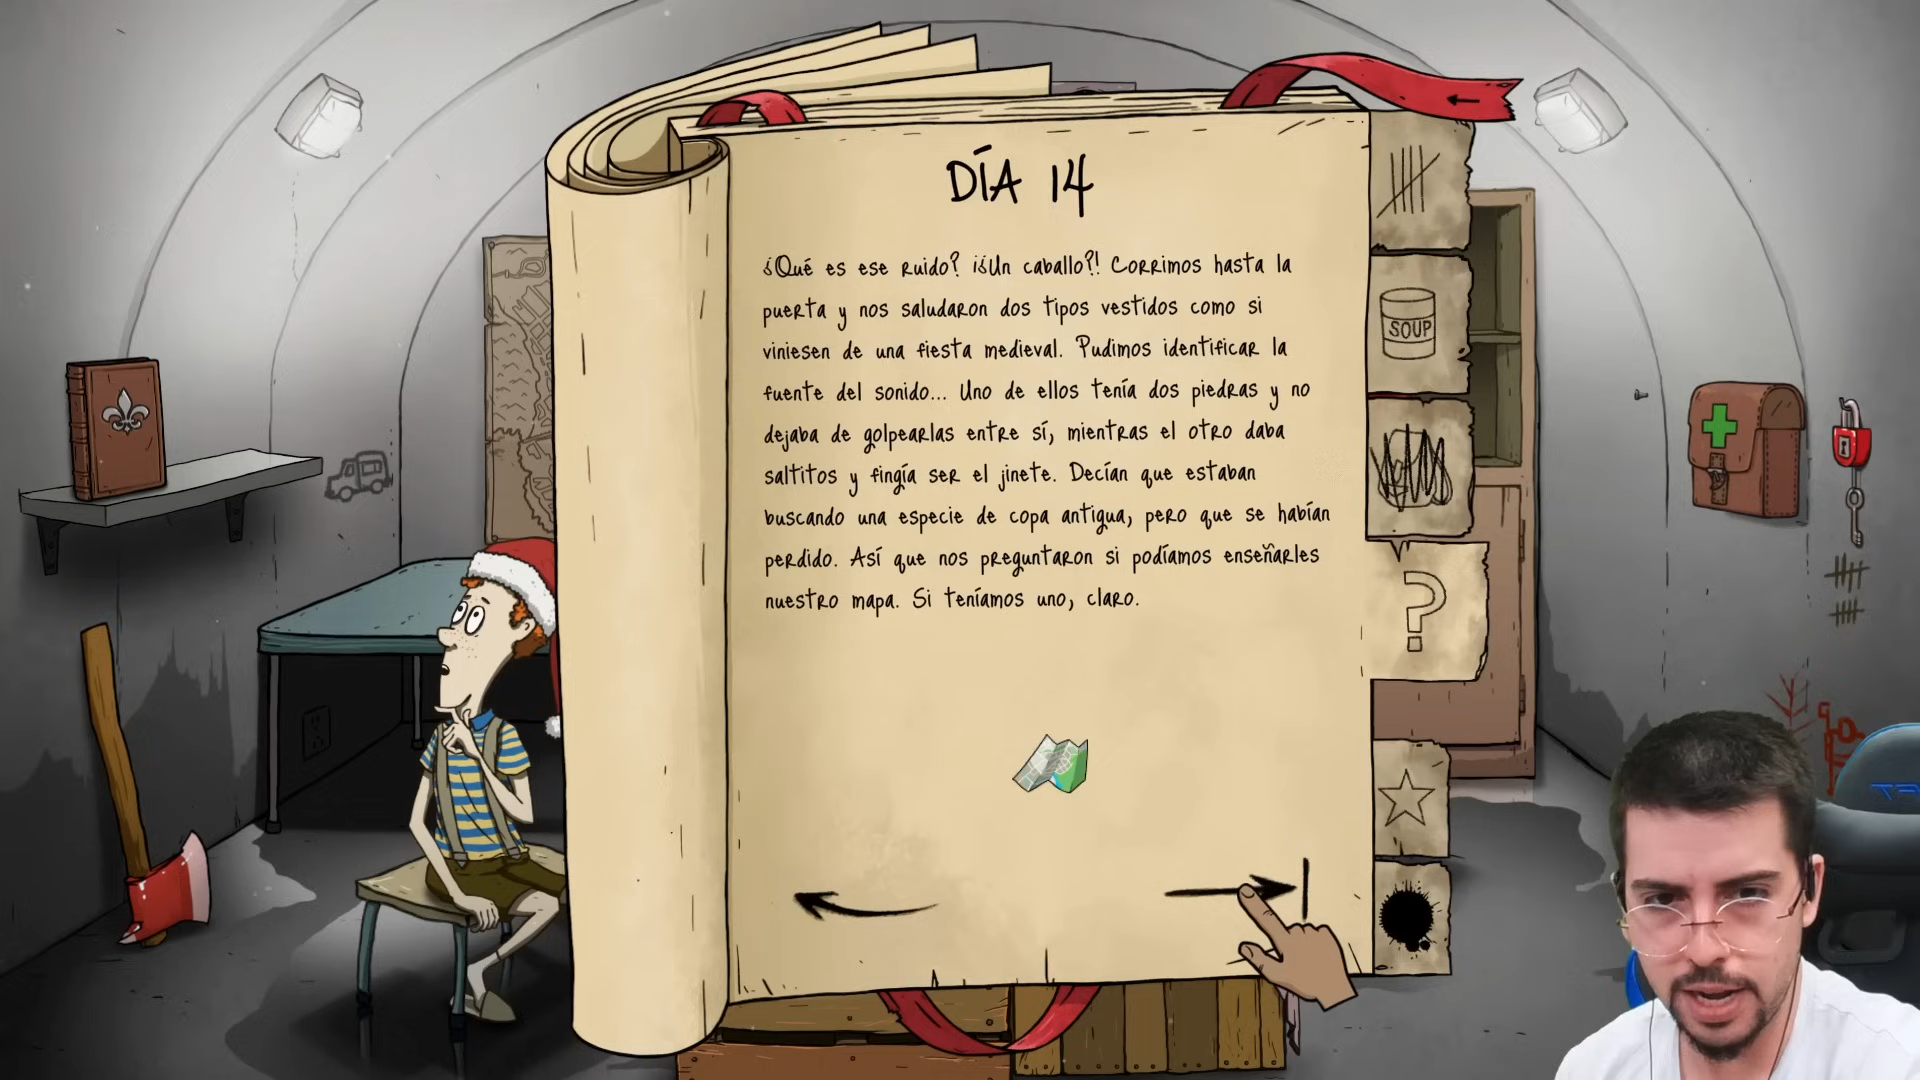 DÍA 14
¿Qué es ese ruido? ¡¿Un caballo?! Corrimos hasta la
puerta y nos saludaron dos tipos vestidos como si
viniesen de una fiesta medieval. Pudimos identificar la
fuente del sonido... Uno de ellos tenía dos piedras y no
dejaba de golpearlas entre sí, mientras el otro daba
saltitos y fingía ser el jinete. Decían que estaban
buscando una especie de copa antigua, pero que se habían
perdido. Así que nos preguntaron si podíamos enseñarles
nuestro mapa. Si teníamos uno, claro.
SOUP
?